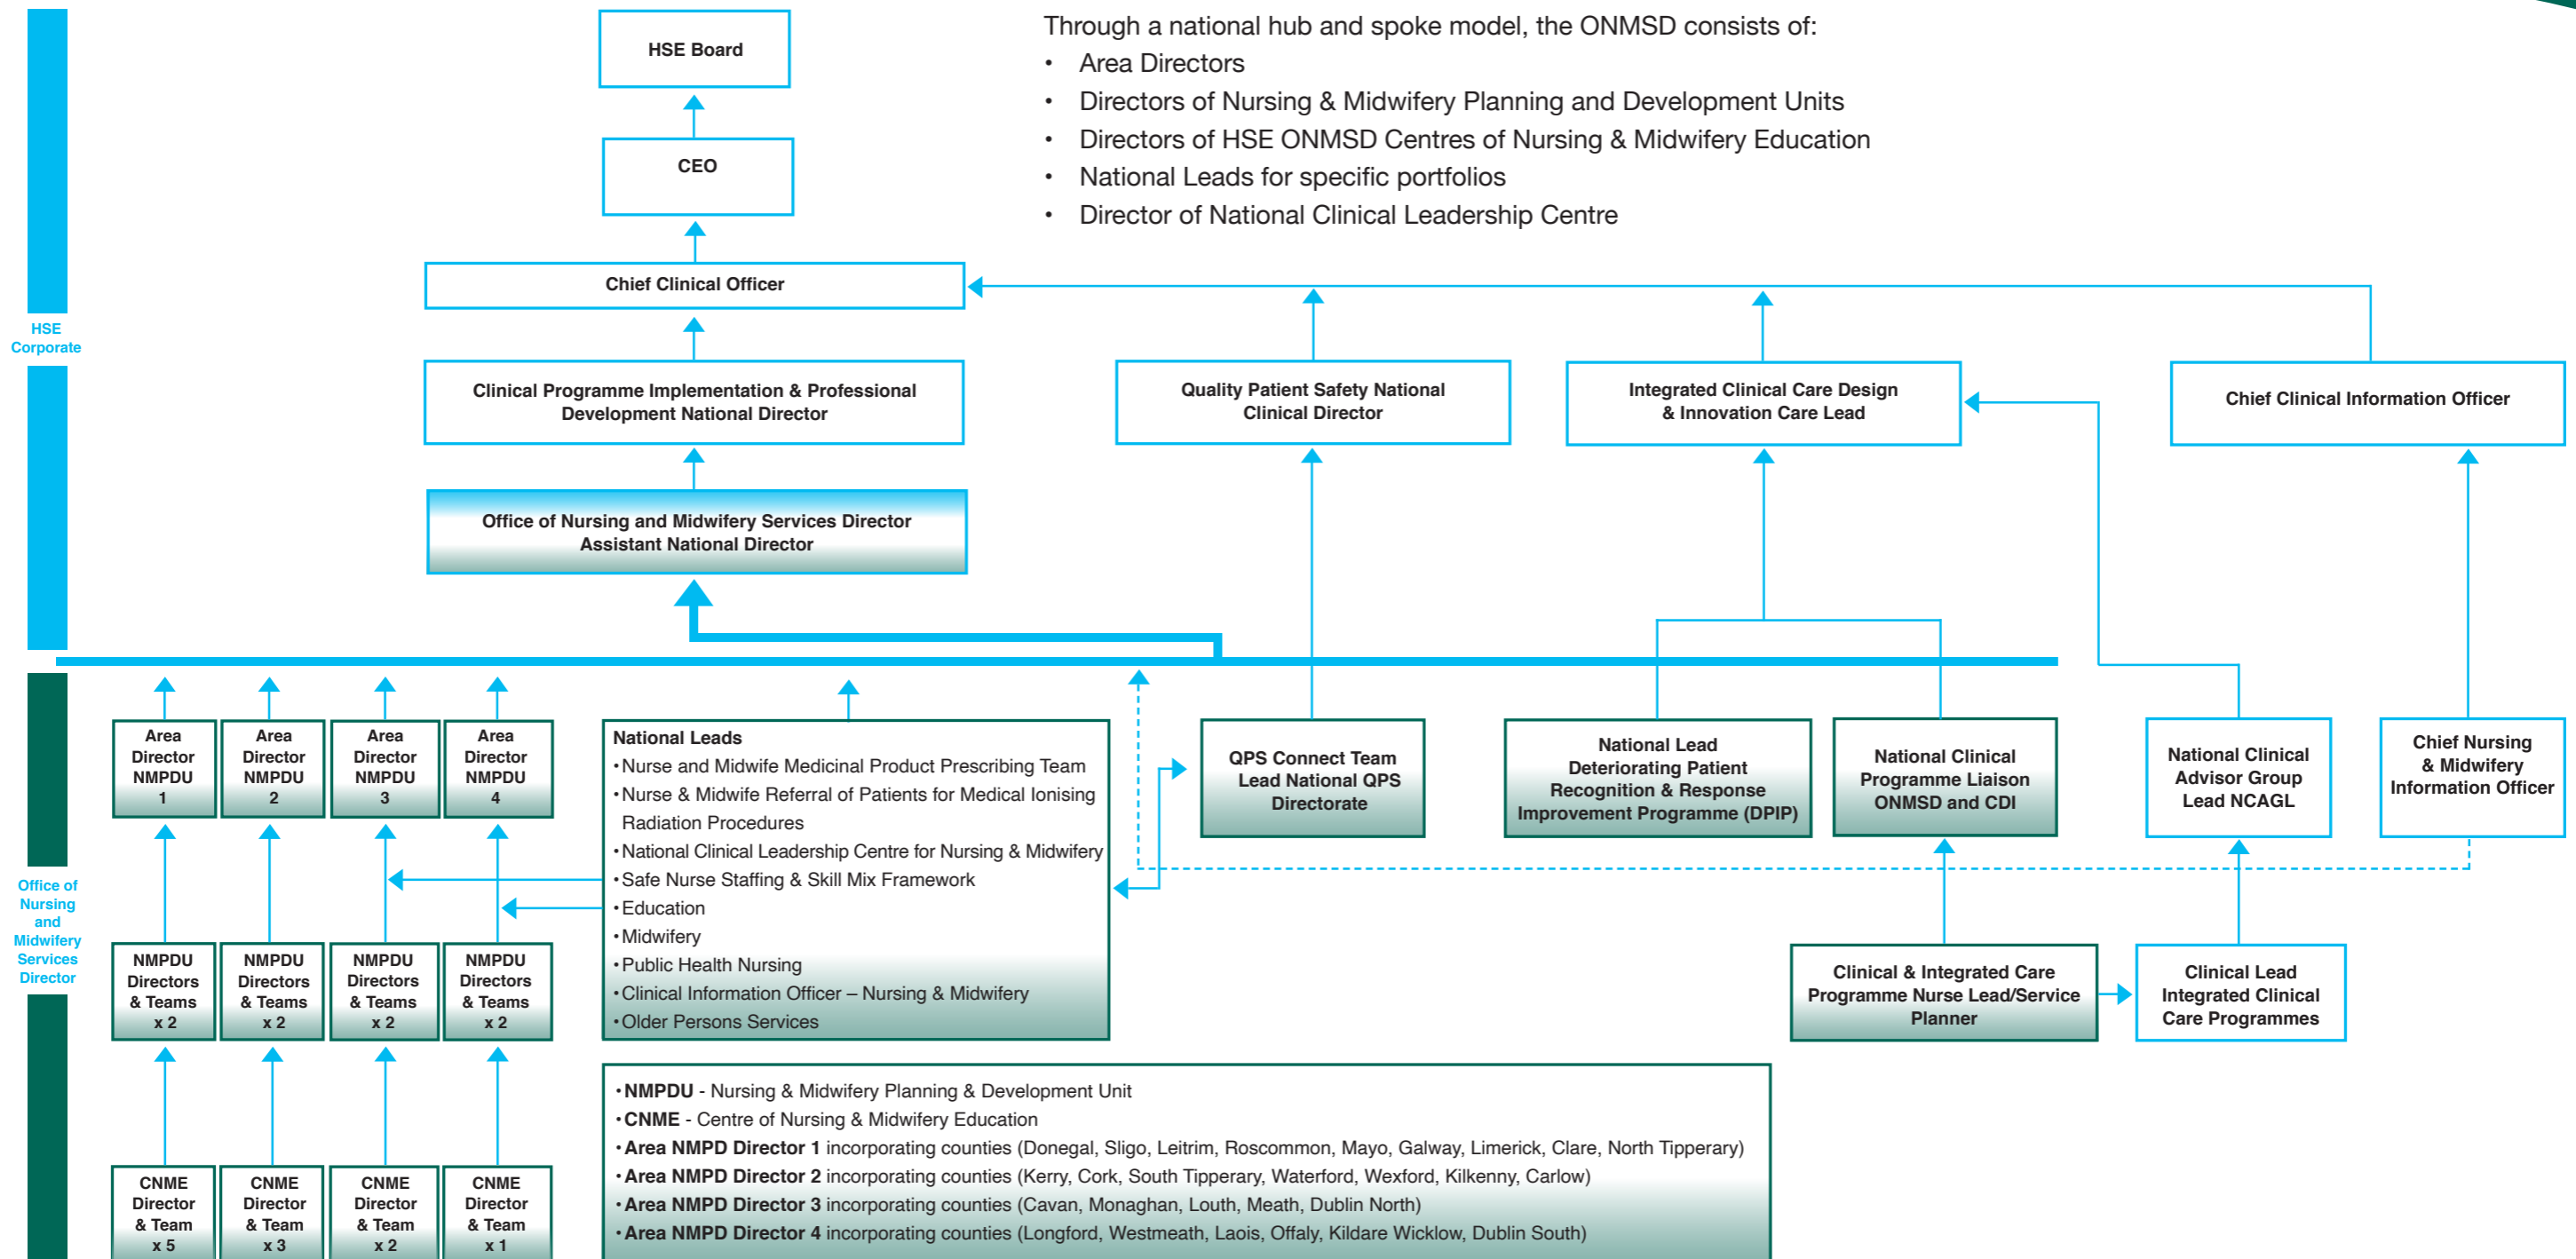 Through a national hub and spoke model, the ONMSD consists of:
• Area Directors
• Directors of Nursing & Midwifery Planning and Development Units
• Directors of HSE ONMSD Centres of Nursing & Midwifery Education
• National Leads for specific portfolios
• Director of National Clinical Leadership Centre
HSE Board
CEO
Chief Clinical Officer
HSE
Corporate
Clinical Programme Implementation & Professional
Development National Director
Quality Patient Safety National
Clinical Director
Integrated Clinical Care Design
& Innovation Care Lead
Chief Clinical Information Officer
Office of Nursing and Midwifery Services Director
Assistant National Director
Office of
Nursing
and
Midwifery
Services
Director
Area
Director
NMPDU
1
Area
Director
NMPDU
2
Area
Director
NMPDU
3
Area
Director
NMPDU
4
National Leads
• Nurse and Midwife Medicinal Product Prescribing Team
• Nurse & Midwife Referral of Patients for Medical Ionising
Radiation Procedures
• National Clinical Leadership Centre for Nursing & Midwifery
• Safe Nurse Staffing & Skill Mix Framework
• Education
• Midwifery
• Public Health Nursing
• Clinical Information Officer – Nursing & Midwifery
• Older Persons Services
QPS Connect Team
Lead National QPS
Directorate
National Lead
Deteriorating Patient
Recognition & Response
Improvement Programme (DPIP)
National Clinical
Programme Liaison
ONMSD and CDI
National Clinical
Advisor Group
Lead NCAGL
Chief Nursing
& Midwifery
Information Officer
NMPDU
Directors
& Teams
x 2
NMPDU
Directors
& Teams
x 2
NMPDU
Directors
& Teams
x 2
NMPDU
Directors
& Teams
x 2
Clinical & Integrated Care
Programme Nurse Lead/Service
Planner
Clinical Lead
Integrated Clinical
Care Programmes
CNME
Director
& Team
x 5
CNME
Director
& Team
x 3
CNME
Director
& Team
x 2
CNME
Director
& Team
x 1
• NMPDU - Nursing & Midwifery Planning & Development Unit
• CNME - Centre of Nursing & Midwifery Education
• Area NMPD Director 1 incorporating counties (Donegal, Sligo, Leitrim, Roscommon, Mayo, Galway, Limerick, Clare, North Tipperary)
• Area NMPD Director 2 incorporating counties (Kerry, Cork, South Tipperary, Waterford, Wexford, Kilkenny, Carlow)
• Area NMPD Director 3 incorporating counties (Cavan, Monaghan, Louth, Meath, Dublin North)
• Area NMPD Director 4 incorporating counties (Longford, Westmeath, Laois, Offaly, Kildare Wicklow, Dublin South)